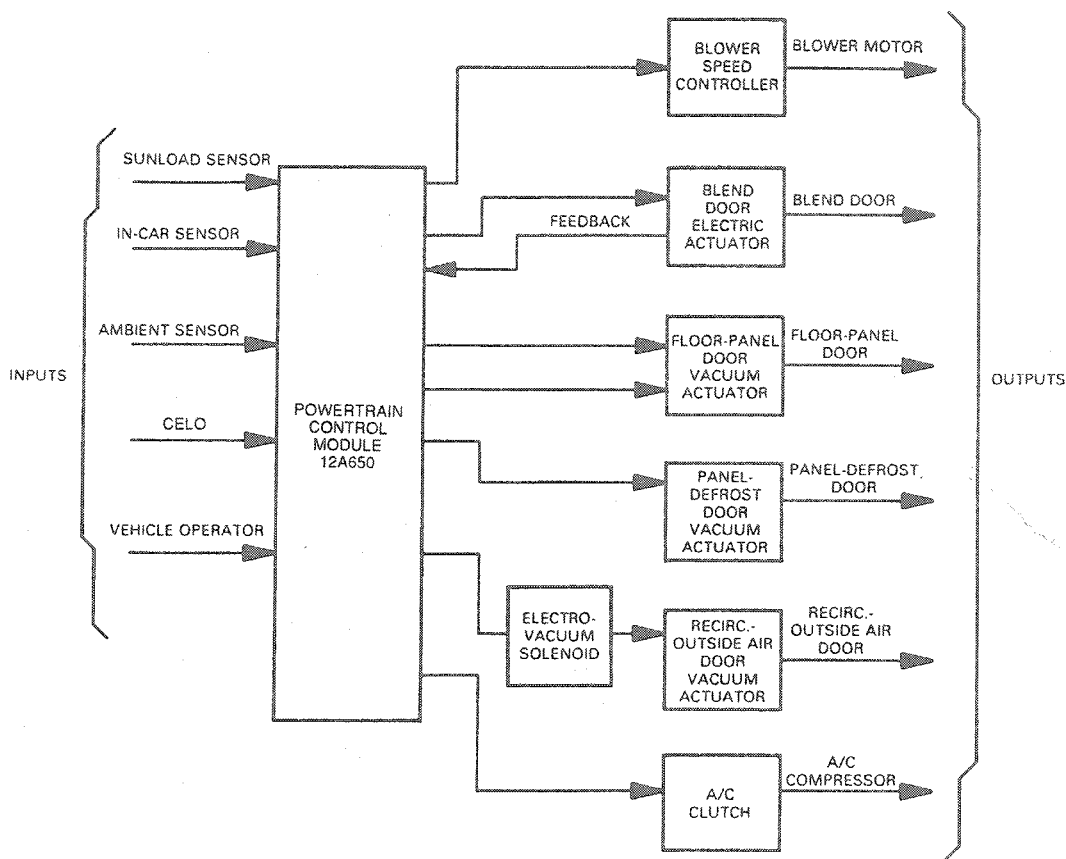 INPUTS
SUNLOAD SENSOR
IN-CAR SENSOR
AMBIENT SENSOR
CELO
VEHICLE OPERATOR
POWERTRAIN
CONTROL
MODULE
12A650
FEEDBACK
BLOWER
SPEED
CONTROLLER
BLOWER MOTOR
BLEND
DOOR
ELECTRIC
ACTUATOR
BLEND DOOR
FLOOR-PANEL
DOOR
VACUUM
ACTUATOR
FLOOR-PANEL
DOOR
PANEL-
DEFROST
DOOR
VACUUM
ACTUATOR
PANEL-DEFROST
DOOR
ELECTRO-
VACUUM
SOLENOID
RECIRC.-
OUTSIDE AIR
DOOR
VACUUM
ACTUATOR
RECIRC.-
OUTSIDE AIR
DOOR
A/C
CLUTCH
A/C
COMPRESSOR
OUTPUTS